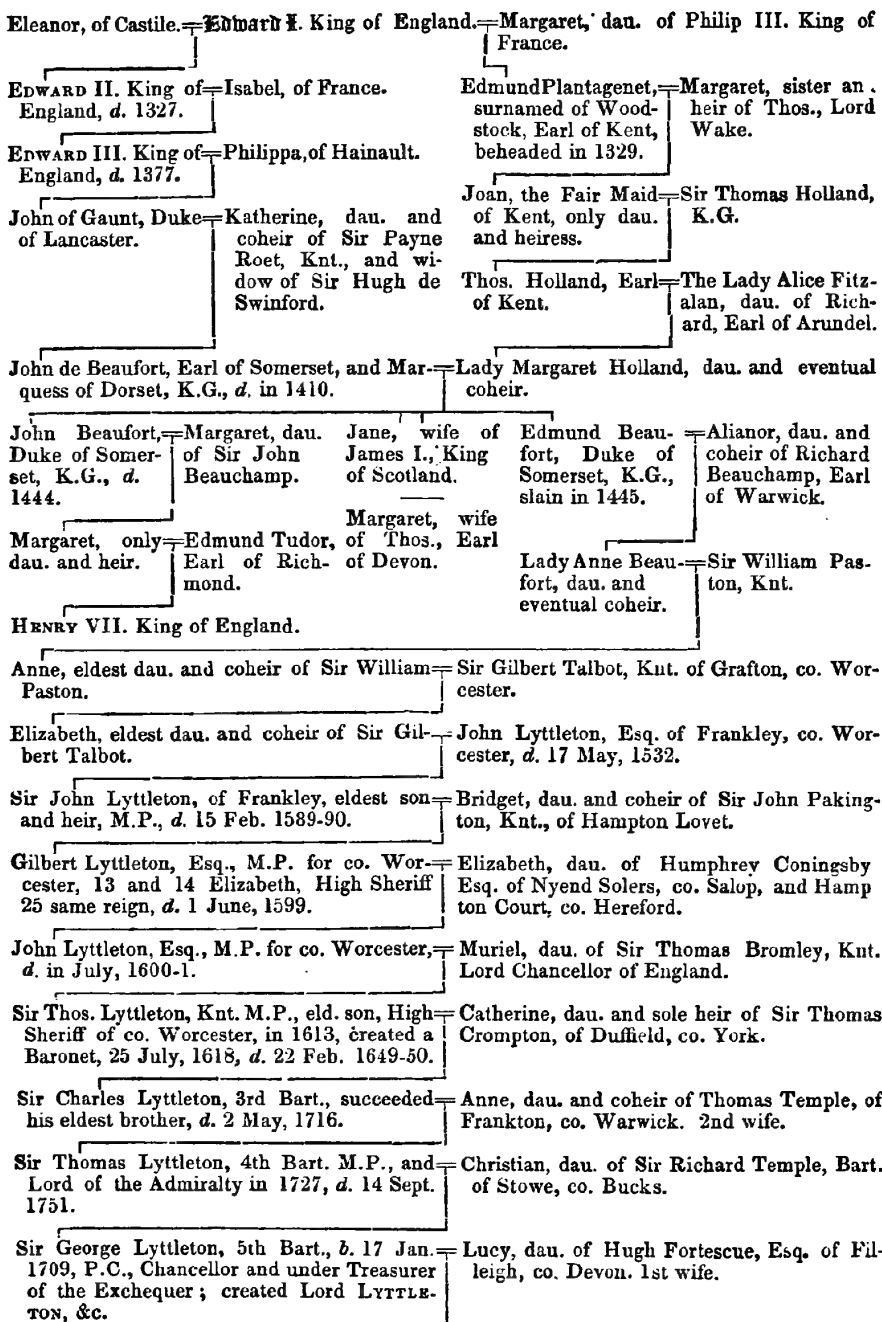 Eleanor, of Castile.=Edward I. King of England.=Margaret, dau. of Philip III. King of
France.
EDWARD II. King of=Isabel, of France.
England, d. 1327.
Edmund Plantagenet,=Margaret, sister an.
surnamed of Wood-
stock, Earl of Kent,
beheaded in 1329.
heir of Thos., Lord
Wake.
EDWARD III. King of=Philippa, of Hainault.
England, d. 1377.
Joan, the Fair Maid=Sir Thomas Holland,
of Kent, only dau.
and heiress.
K.G.
John of Gaunt, Duke=Katherine, dau. and
of Lancaster.
coheir of Sir Payne
Roet, Knt., and wi-
dow of Sir Hugh de
Swinford.
Thos. Holland, Earl=The Lady Alice Fitz-
of Kent.
alan, dau. of Rich-
ard, Earl of Arundel.
John de Beaufort, Earl of Somerset, and Mar-=Lady Margaret Holland, dau. and eventual
quess of Dorset, K.G., d. in 1410.
coheir.
John Beaufort,=Margaret, dau.
Duke of Somer-
set, K.G., d.
1444.
of Sir John
Beauchamp.
Jane, wife of
James I., King
of Scotland.
Margaret, wife
of Thos., Earl
of Devon.
Edmund Beau-=Alianor, dau. and
fort, Duke of
Somerset, K.G.,
slain in 1445.
coheir of Richard
Beauchamp, Earl
of Warwick.
Margaret, only=Edmund Tudor,
dau. and heir.
Earl of Rich-
mond.
Lady Anne Beau-=Sir William Pas-
fort, dau. and
eventual coheir.
ton, Knt.
HENRY VII. King of England.
Anne, eldest dau. and coheir of Sir William=Sir Gilbert Talbot, Knt. of Grafton, co. Wor-
Paston.
cester.
Elizabeth, eldest dau. and coheir of Sir Gil-=John Lyttleton, Esq. of Frankley, co. Wor-
bert Talbot.
cester, d. 17 May, 1532.
Sir John Lyttleton, of Frankley, eldest son=Bridget, dau. and coheir of Sir John Paking-
and heir, M.P., d. 15 Feb. 1589-90.
ton, Knt., of Hampton Lovet.
Gilbert Lyttleton, Esq., M.P. for co. Wor-=Elizabeth, dau. of Humphrey Coningsby
cester, 13 and 14 Elizabeth, High Sheriff
25 same reign, d. 1 June, 1599.
Esq. of Nyend Solers, co. Salop, and Hamp
ton Court, co. Hereford.
John Lyttleton, Esq., M.P. for co. Worcester,=Muriel, dau. of Sir Thomas Bromley, Knt.
d. in July, 1600-1.
Lord Chancellor of England.
Sir Thos. Lyttleton, Knt. M.P., eld. son, High=Catherine, dau. and sole heir of Sir Thomas
Sheriff of co. Worcester, in 1613, created a
Baronet, 25 July, 1618, d. 22 Feb. 1649-50.
Crompton, of Duffield, co. York.
Sir Charles Lyttleton, 3rd Bart., succeeded=Anne, dau. and coheir of Thomas Temple, of
his eldest brother, d. 2 May, 1716.
Frankton, co. Warwick. 2nd wife.
Sir Thomas Lyttleton, 4th Bart. M.P., and=Christian, dau. of Sir Richard Temple, Bart.
Lord of the Admiralty in 1727, d. 14 Sept.
1751.
of Stowe, co. Bucks.
Sir George Lyttleton, 5th Bart., b. 17 Jan.=Lucy, dau. of Hugh Fortescue, Esq. of Fil-
1709, P.C., Chancellor and under Treasurer
of the Exchequer; created Lord LYTTLE-
TON, &c.
leigh, co. Devon. 1st wife.